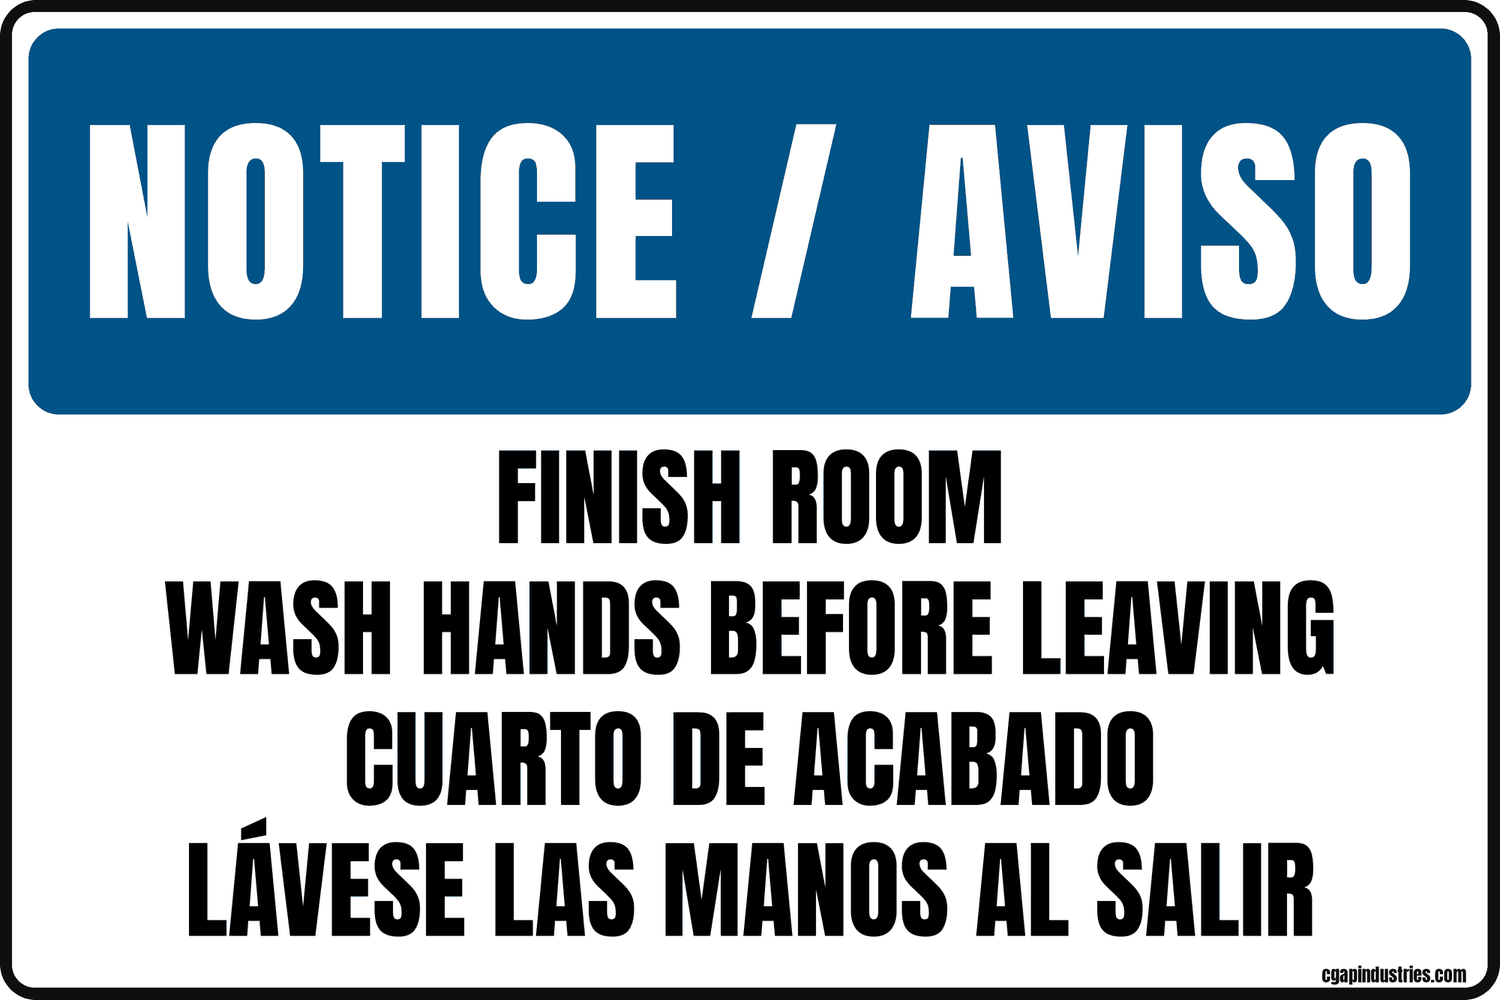 NOTICE / AVISO
FINISH ROOM
WASH HANDS BEFORE LEAVING
CUARTO DE ACABADO
LÁVESE LAS MANOS AL SALIR
cgapindustries.com